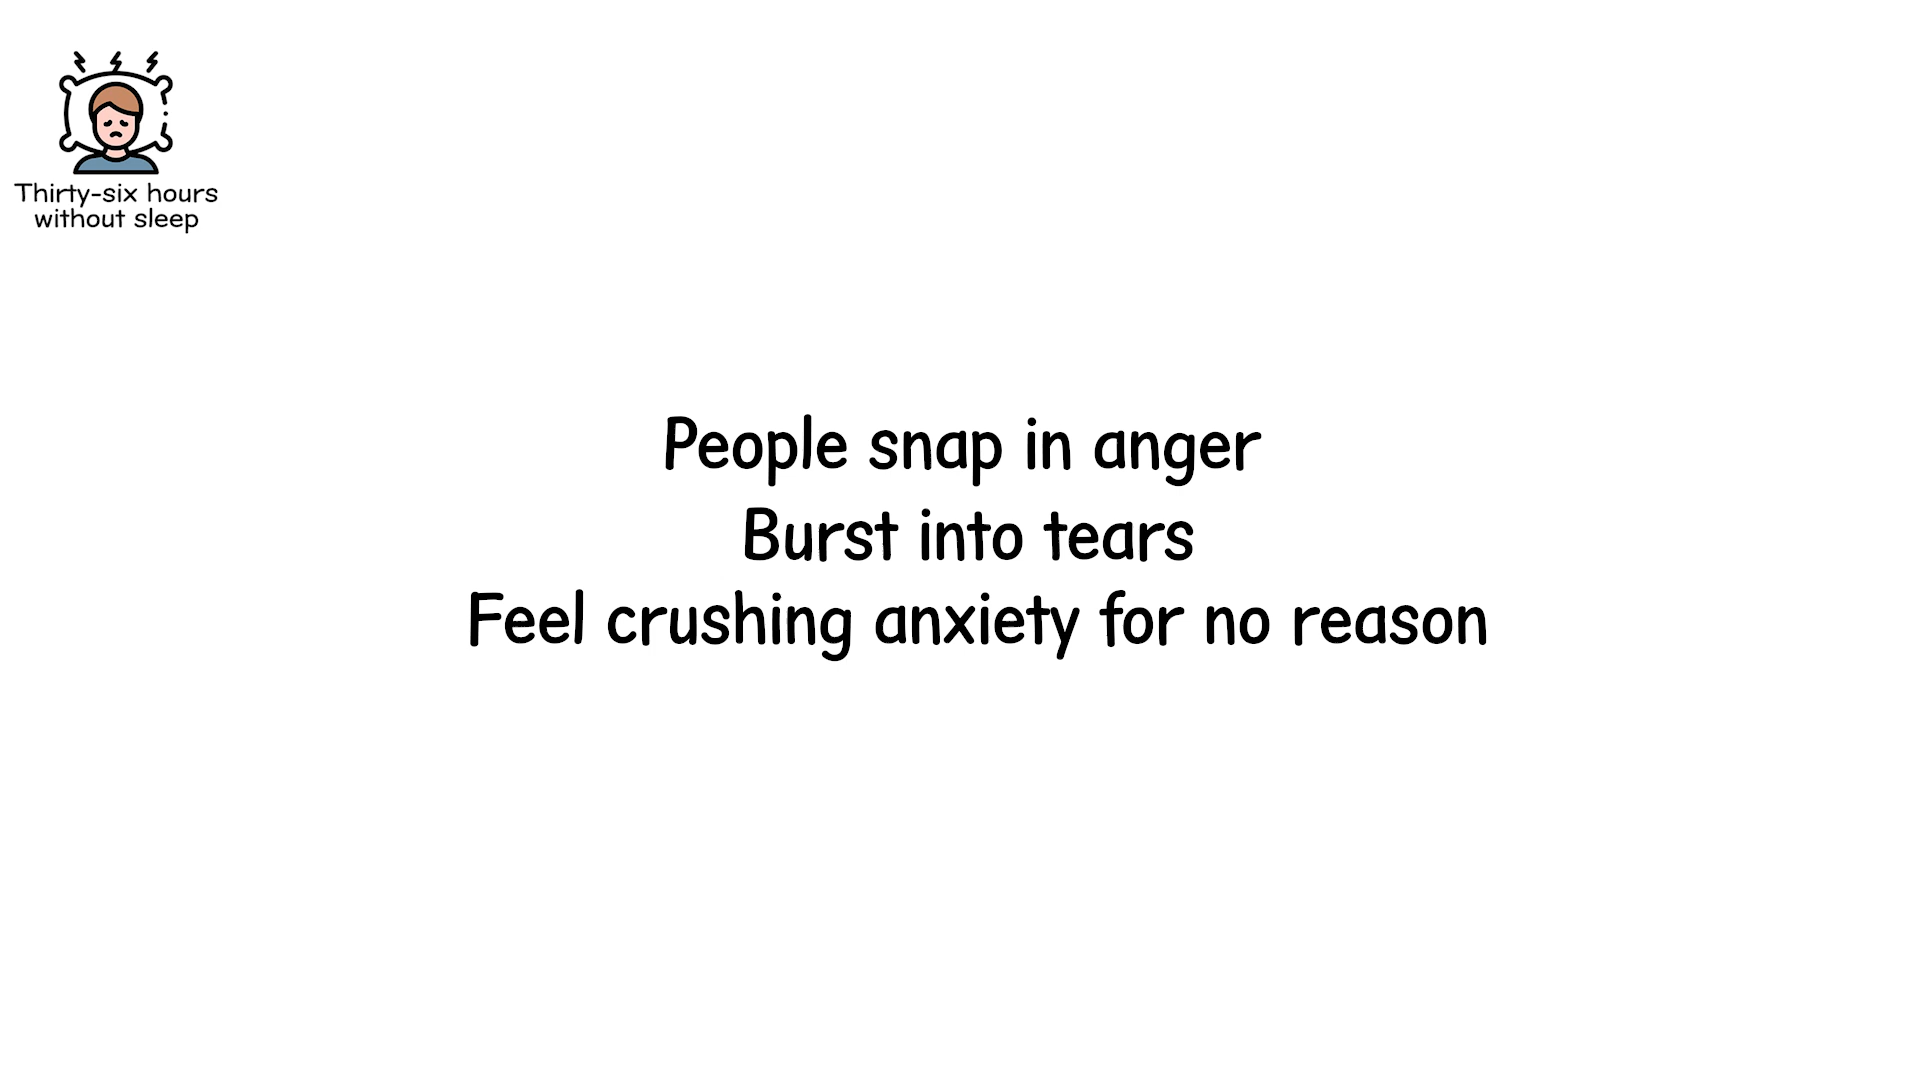 Thirty-six hours
without sleep
People snap in anger
Burst into tears
Feel crushing anxiety for no reason